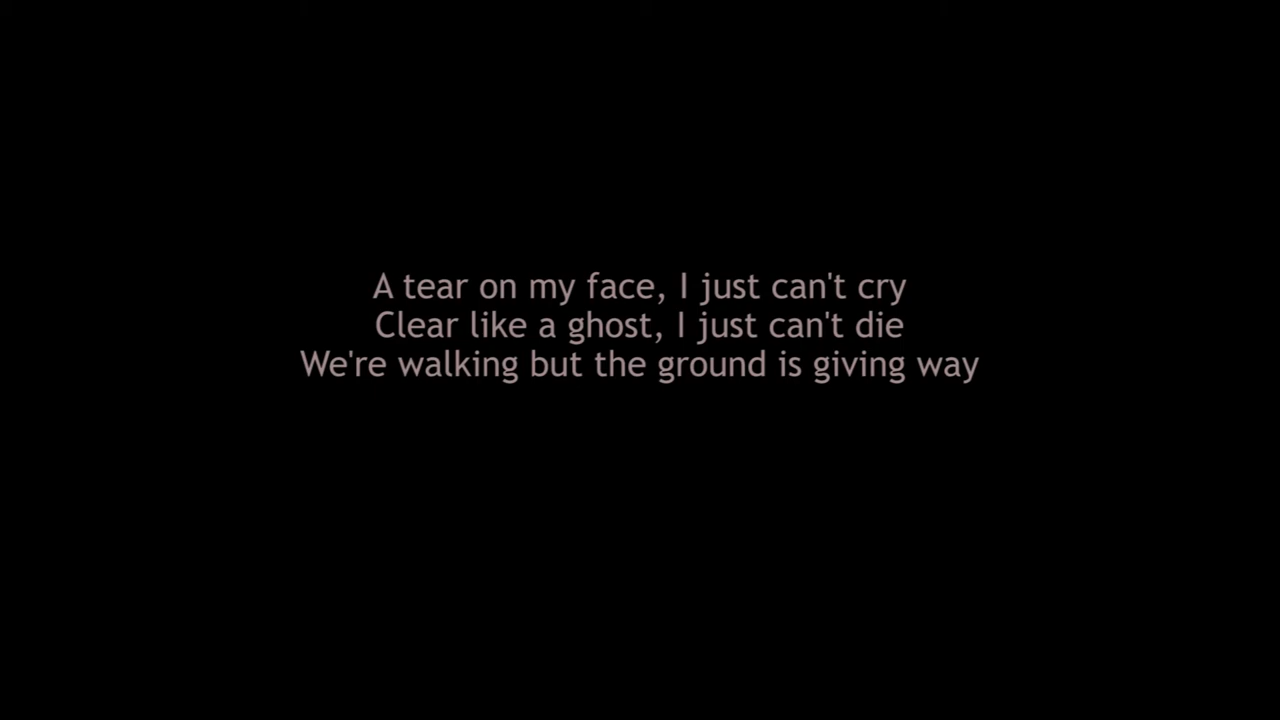 A tear on my face, I just can't cry
Clear like a ghost, I just can't die
We're walking but the ground is giving way